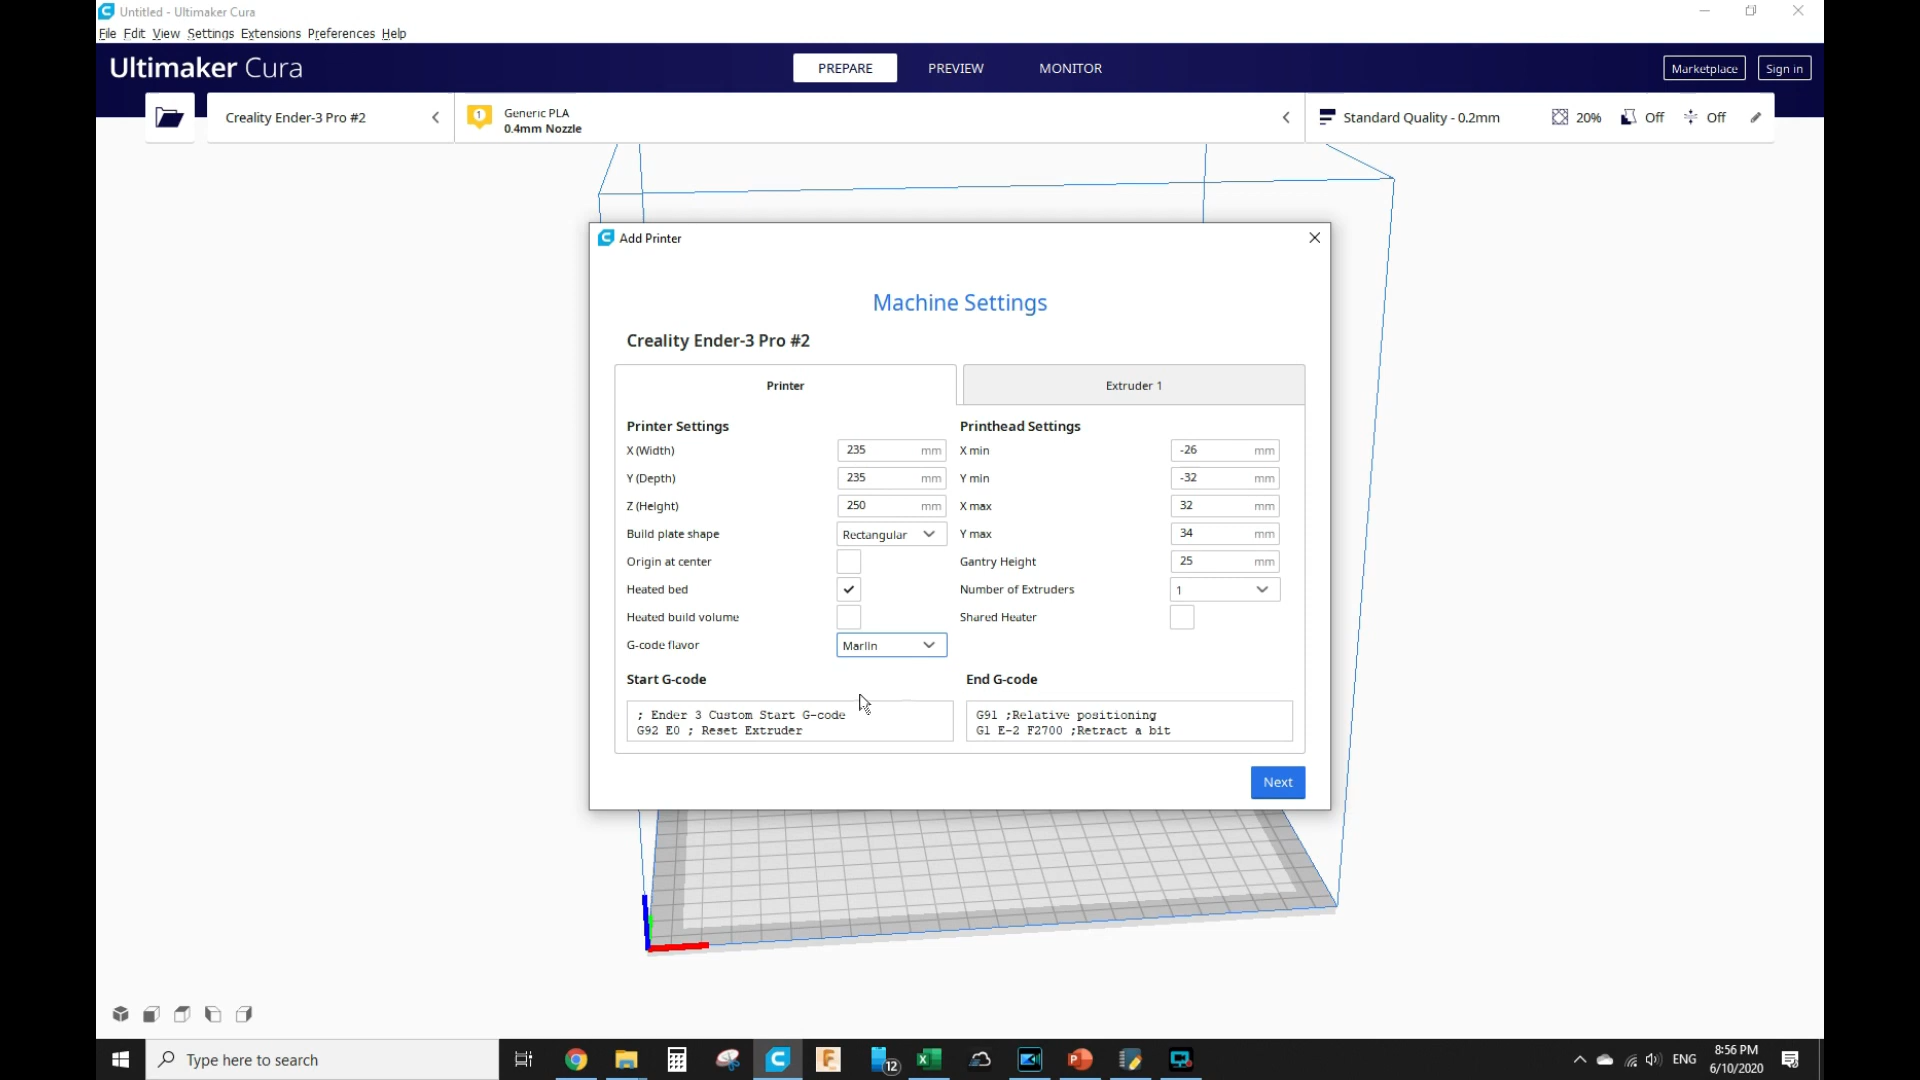 Untitled - Ultimaker Cura
File Edit View Settings Extensions Preferences Help
Ultimaker Cura
PREPARE
PREVIEW
MONITOR
Marketplace
Sign in
Creality Ender-3 Pro #2
1
Generic PLA
0.4mm Nozzle
Standard Quality - 0.2mm
20%
Off
Off
Add Printer
Machine Settings
Creality Ender-3 Pro #2
Printer
Extruder 1
Printer Settings
X (Width) 235 mm
Y (Depth) 235 mm
Z (Height) 250 mm
Build plate shape Rectangular
Origin at center
Heated bed
Heated build volume
G-code flavor Marlin
Printhead Settings
X min -26 mm
Y min -32 mm
X max 32 mm
Y max 34 mm
Gantry Height 25 mm
Number of Extruders 1
Shared Heater
Start G-code
; Ender 3 Custom Start G-code
G92 E0 ; Reset Extruder
End G-code
G91 ;Relative positioning
G1 E-2 F2700 ;Retract a bit
Next
Type here to search
12
ENG
8:56 PM
6/10/2020